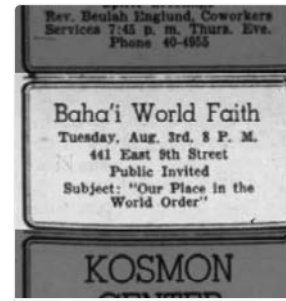 Rev. Beulah Englund, Coworkers
Services 7:45 p. m. Thurs. Eve.
Phone 40-4955
Baha'i World Faith
Tuesday, Aug. 3rd, 8 P. M.
441 East 9th Street
Public Invited
Subject: "Our Place in the
World Order"
KOSMON
CENTER